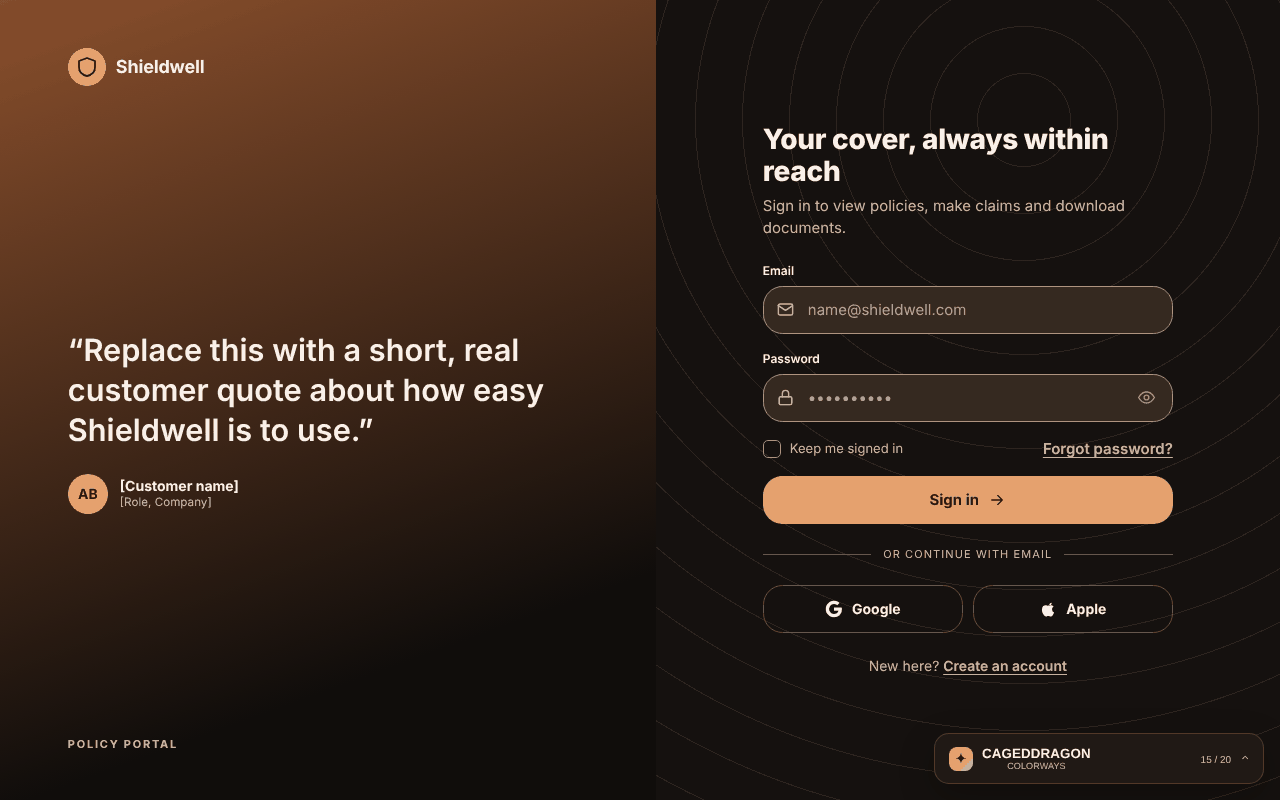 Shieldwell
“Replace this with a short, real
customer quote about how easy
Shieldwell is to use.”
AB
[Customer name]
[Role, Company]
POLICY PORTAL
Your cover, always within
reach
Sign in to view policies, make claims and download
documents.
Email
name@shieldwell.com
Password
••••••••••
Keep me signed in
Forgot password?
Sign in →
OR CONTINUE WITH EMAIL
Google
Apple
New here? Create an account
CAGEDDRAGON
COLORWAYS
15 / 20